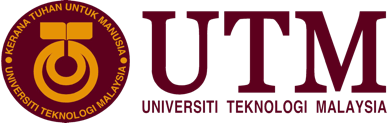 KERANA TUHAN UNTUK MANUSIA
UNIVERSITI TEKNOLOGI MALAYSIA
UTM
UNIVERSITI TEKNOLOGI MALAYSIA